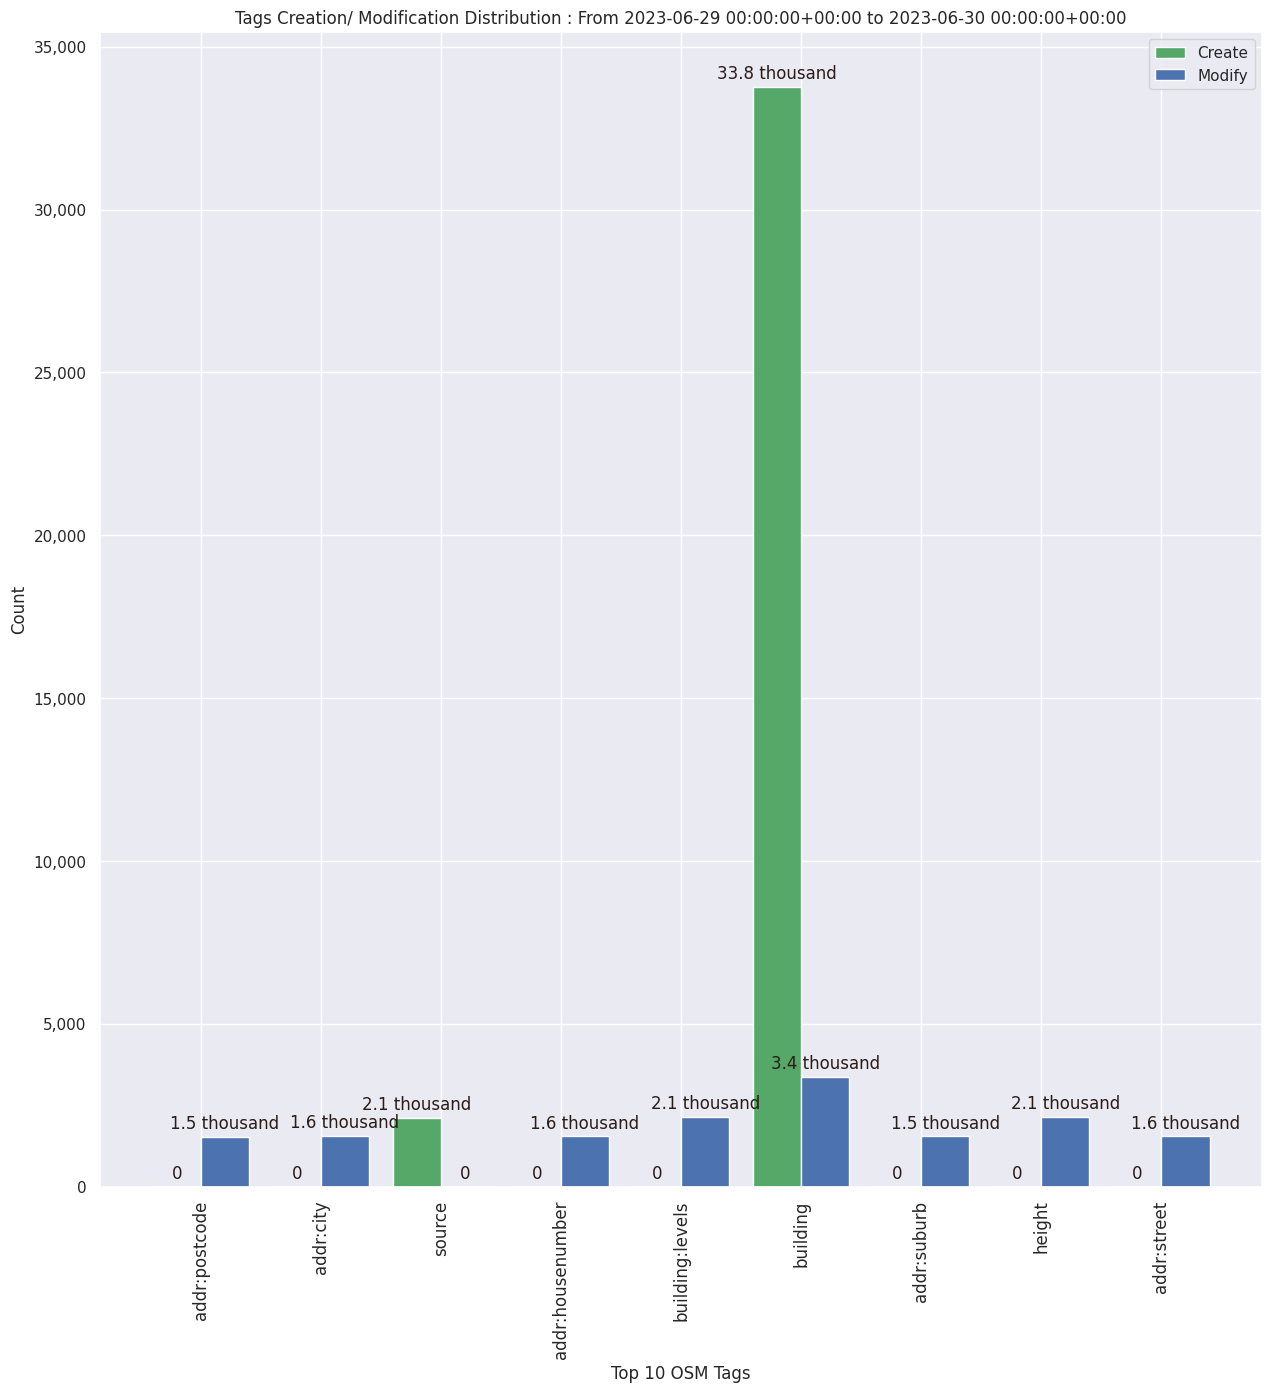 Tags Creation/ Modification Distribution : From 2023-06-29 00:00:00+00:00 to 2023-06-30 00:00:00+00:00
Create
Modify
Count
35,000
30,000
25,000
20,000
15,000
10,000
5,000
0
0
1.5 thousand
0
1.6 thousand
2.1 thousand
0
0
1.6 thousand
0
2.1 thousand
33.8 thousand
3.4 thousand
0
1.5 thousand
0
2.1 thousand
0
1.6 thousand
addr:postcode
addr:city
source
addr:housenumber
building:levels
building
addr:suburb
height
addr:street
Top 10 OSM Tags